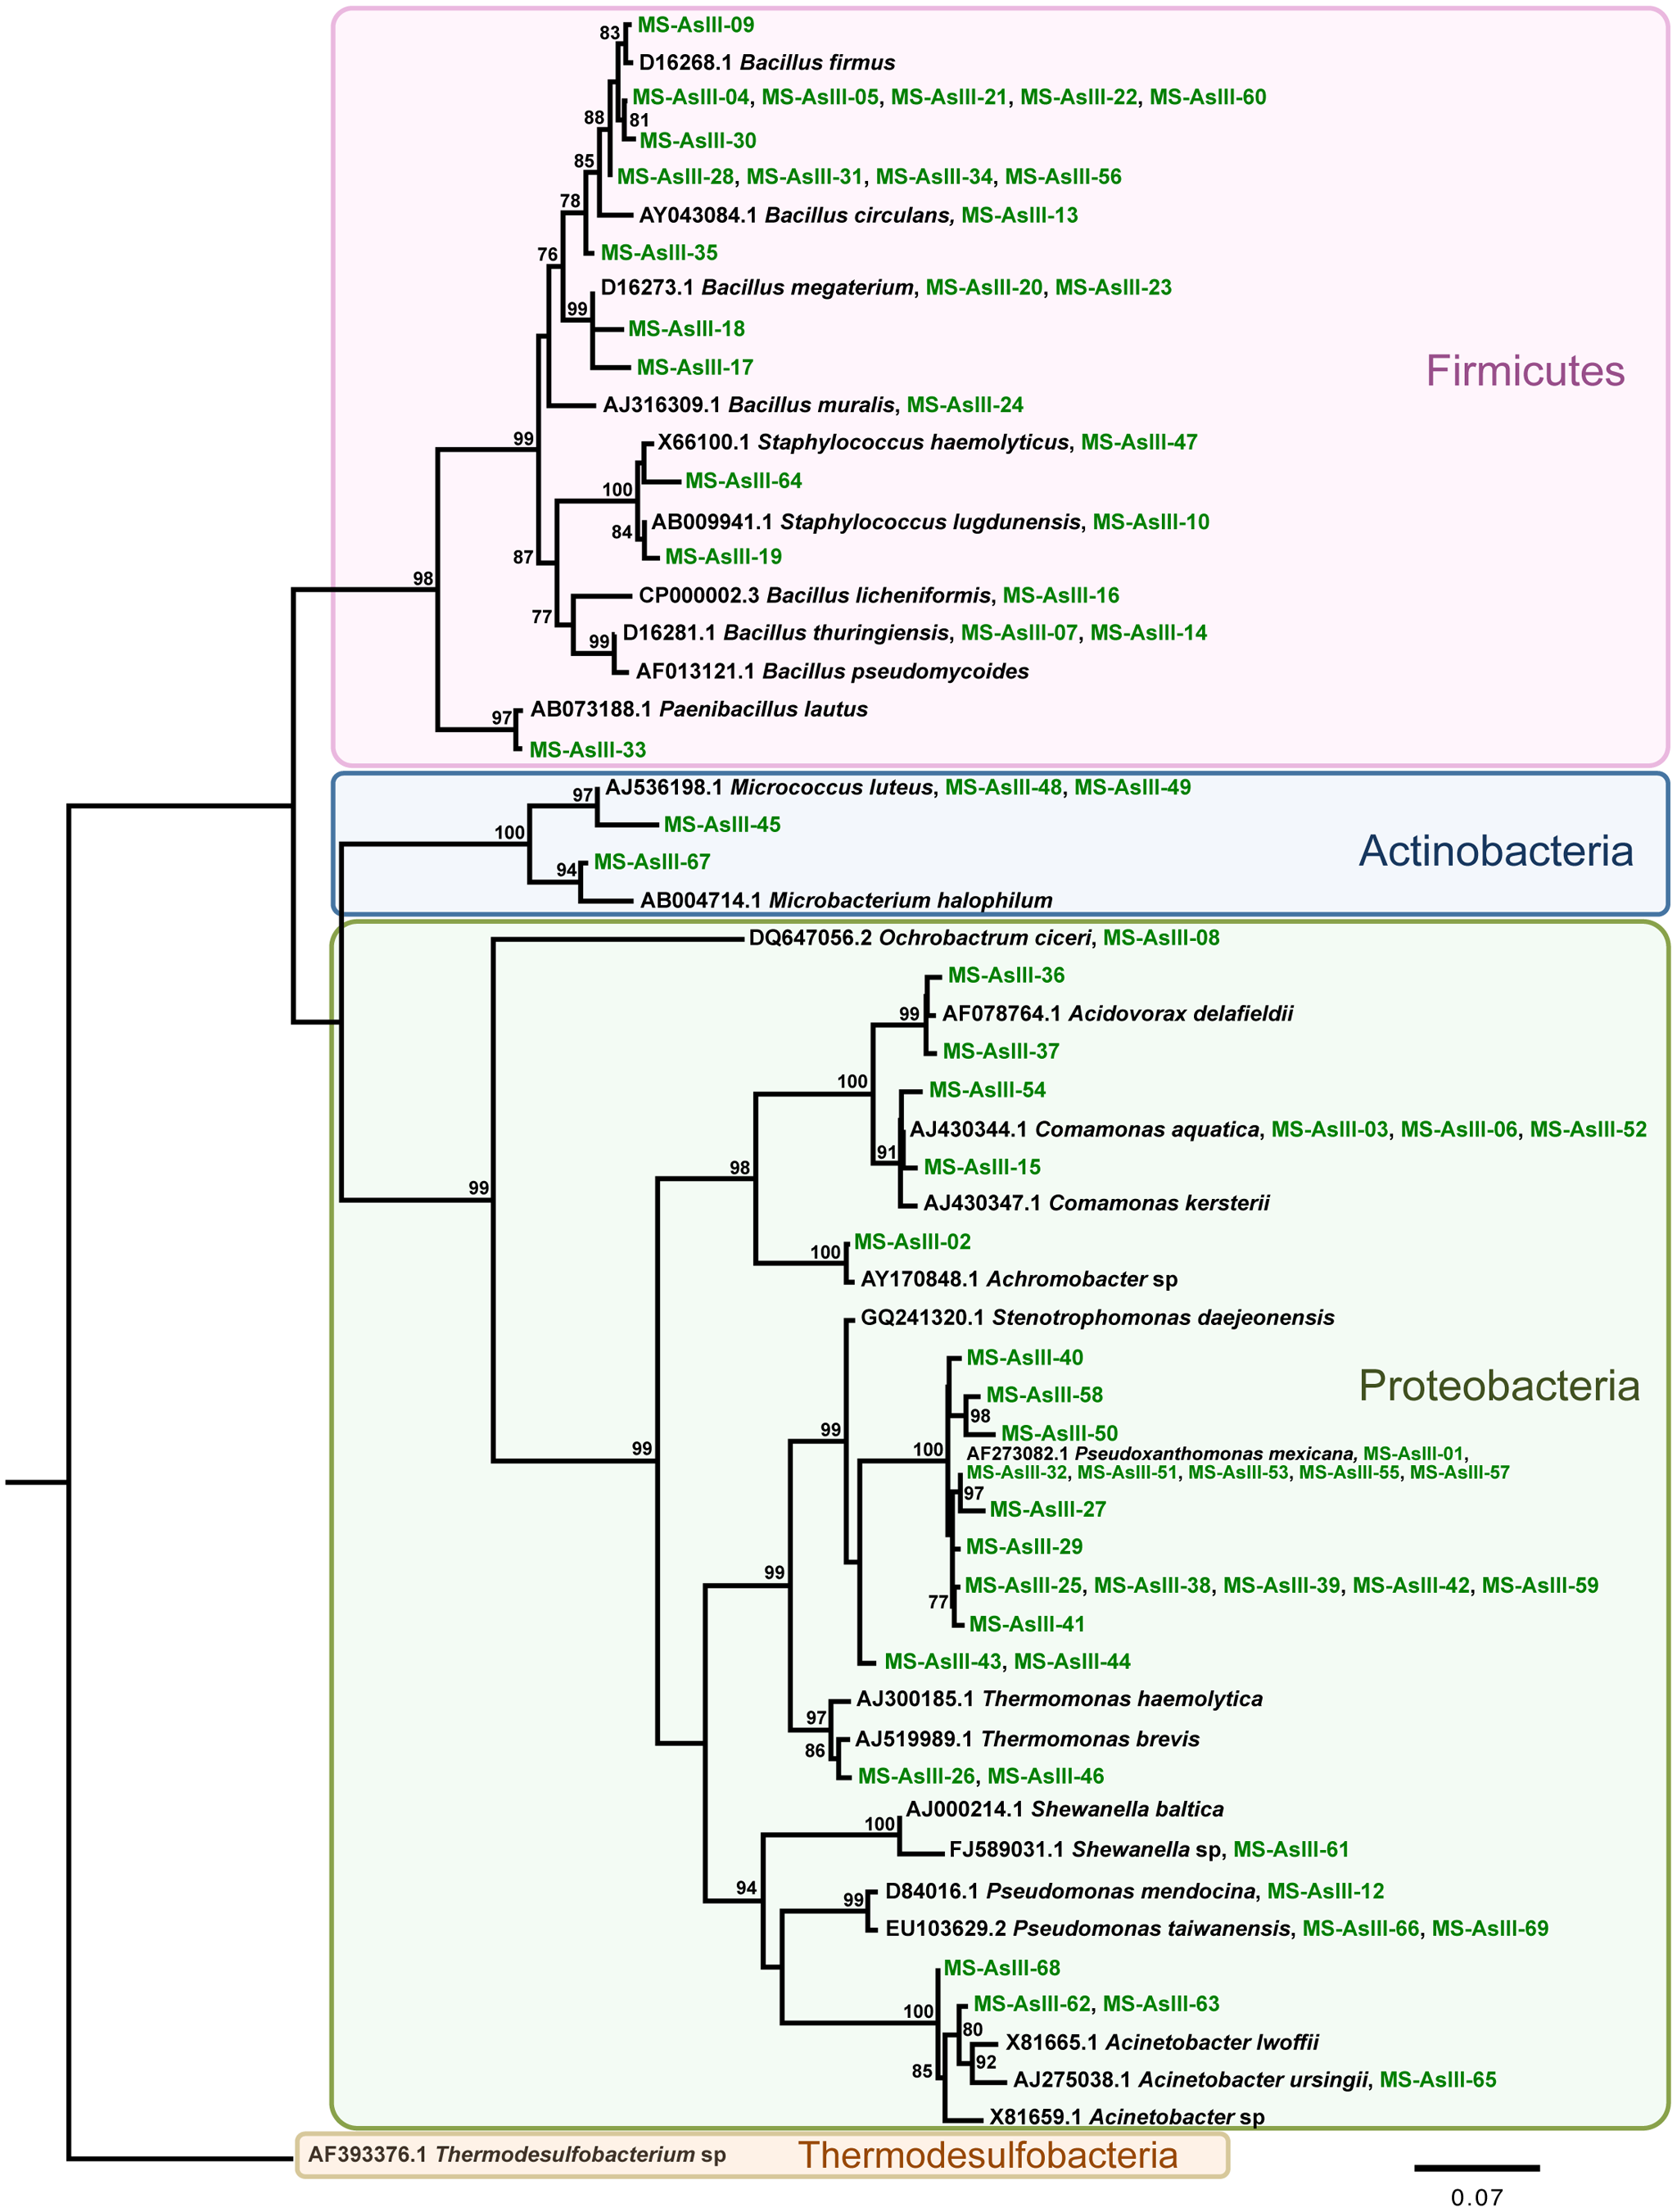 83
MS-AsIII-09
D16268.1 Bacillus firmus
MS-AsIII-04, MS-AsIII-05, MS-AsIII-21, MS-AsIII-22, MS-AsIII-60
88
81
MS-AsIII-30
85
MS-AsIII-28, MS-AsIII-31, MS-AsIII-34, MS-AsIII-56
78
AY043084.1 Bacillus circulans, MS-AsIII-13
76
MS-AsIII-35
D16273.1 Bacillus megaterium, MS-AsIII-20, MS-AsIII-23
99
MS-AsIII-18
MS-AsIII-17
Firmicutes
AJ316309.1 Bacillus muralis, MS-AsIII-24
99
X66100.1 Staphylococcus haemolyticus, MS-AsIII-47
MS-AsIII-64
100
AB009941.1 Staphylococcus lugdunensis, MS-AsIII-10
84
MS-AsIII-19
87
98
CP000002.3 Bacillus licheniformis, MS-AsIII-16
77
D16281.1 Bacillus thuringiensis, MS-AsIII-07, MS-AsIII-14
99
AF013121.1 Bacillus pseudomycoides
AB073188.1 Paenibacillus lautus
97
MS-AsIII-33
AJ536198.1 Micrococcus luteus, MS-AsIII-48, MS-AsIII-49
97
MS-AsIII-45
100
Actinobacteria
MS-AsIII-67
94
AB004714.1 Microbacterium halophilum
DQ647056.2 Ochrobactrum ciceri, MS-AsIII-08
MS-AsIII-36
99
AF078764.1 Acidovorax delafieldii
MS-AsIII-37
100
MS-AsIII-54
AJ430344.1 Comamonas aquatica, MS-AsIII-03, MS-AsIII-06, MS-AsIII-52
91
MS-AsIII-15
98
99
AJ430347.1 Comamonas kersterii
MS-AsIII-02
100
AY170848.1 Achromobacter sp
GQ241320.1 Stenotrophomonas daejeonensis
MS-AsIII-40
Proteobacteria
MS-AsIII-58
98
99
MS-AsIII-50
99
100
AF273082.1 Pseudoxanthomonas mexicana, MS-AsIII-01,
MS-AsIII-32, MS-AsIII-51, MS-AsIII-53, MS-AsIII-55, MS-AsIII-57
97
MS-AsIII-27
MS-AsIII-29
99
MS-AsIII-25, MS-AsIII-38, MS-AsIII-39, MS-AsIII-42, MS-AsIII-59
77
MS-AsIII-41
MS-AsIII-43, MS-AsIII-44
AJ300185.1 Thermomonas haemolytica
97
AJ519989.1 Thermomonas brevis
86
MS-AsIII-26, MS-AsIII-46
AJ000214.1 Shewanella baltica
100
FJ589031.1 Shewanella sp, MS-AsIII-61
94
D84016.1 Pseudomonas mendocina, MS-AsIII-12
99
EU103629.2 Pseudomonas taiwanensis, MS-AsIII-66, MS-AsIII-69
MS-AsIII-68
100
MS-AsIII-62, MS-AsIII-63
80
X81665.1 Acinetobacter lwoffii
92
85
AJ275038.1 Acinetobacter ursingii, MS-AsIII-65
X81659.1 Acinetobacter sp
AF393376.1 Thermodesulfobacterium sp
Thermodesulfobacteria
0.07